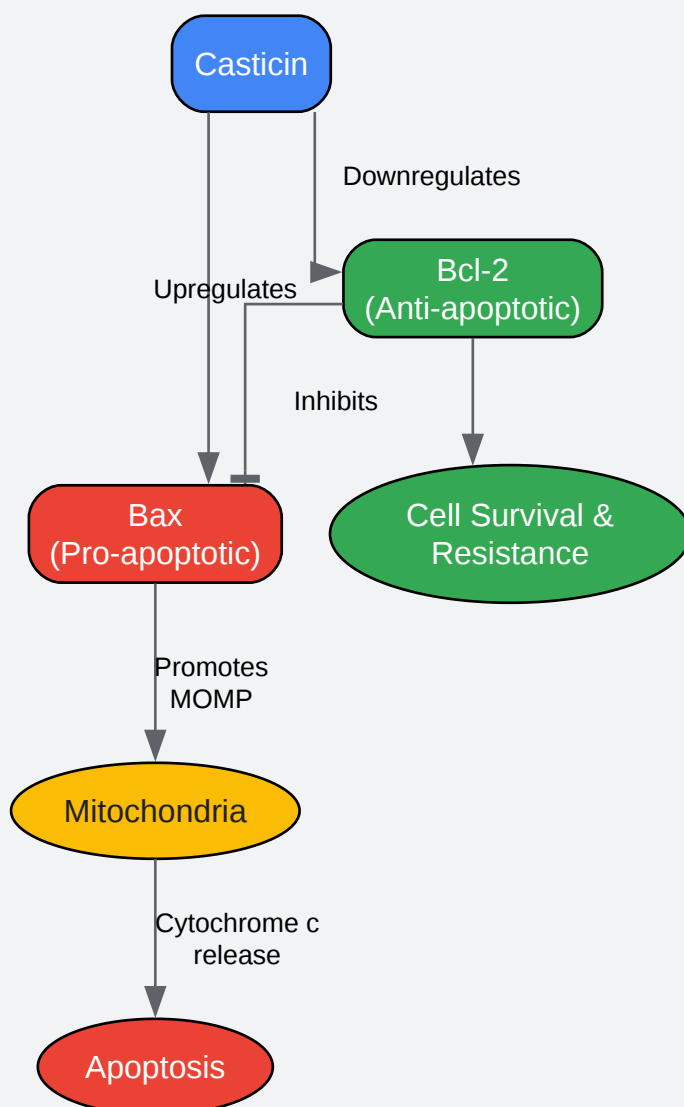 Casticin
Downregulates
Bcl-2
(Anti-apoptotic)
Upregulates
Inhibits
Bax
(Pro-apoptotic)
Cell Survival &
Resistance
Promotes
MOMP
Mitochondria
Cytochrome c
release
Apoptosis